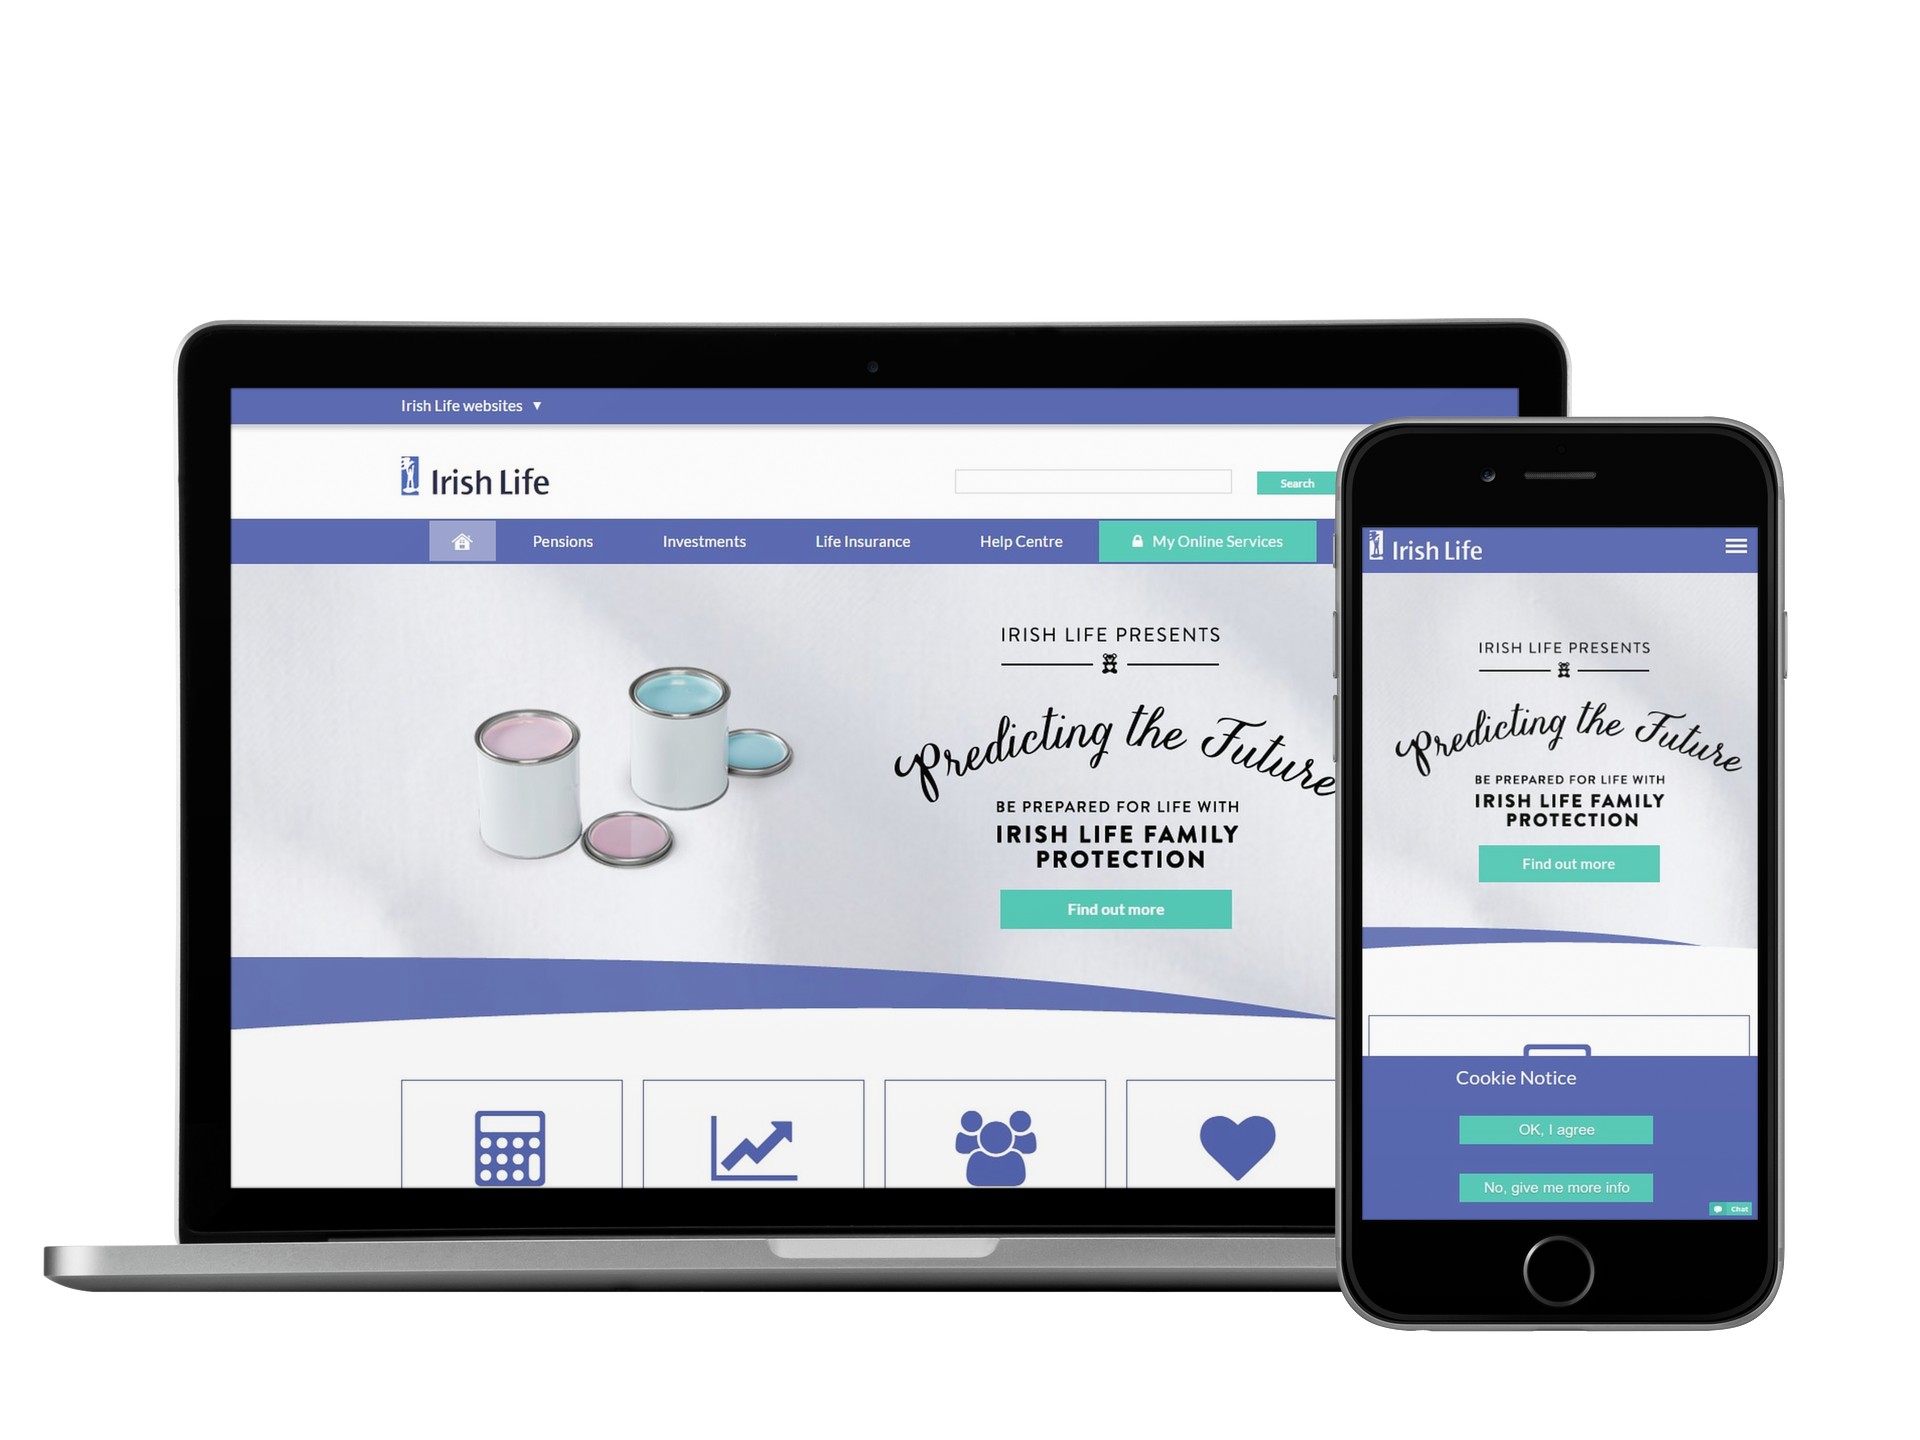 Irish Life websites ▼
Irish Life
Search
Pensions
Investments
Life Insurance
Help Centre
My Online Services
IRISH LIFE PRESENTS
Predicting the Future
BE PREPARED FOR LIFE WITH
IRISH LIFE FAMILY
PROTECTION
Find out more
Irish Life
IRISH LIFE PRESENTS
Predicting the Future
BE PREPARED FOR LIFE WITH
IRISH LIFE FAMILY
PROTECTION
Find out more
Cookie Notice
OK, I agree
No, give me more info
Chat